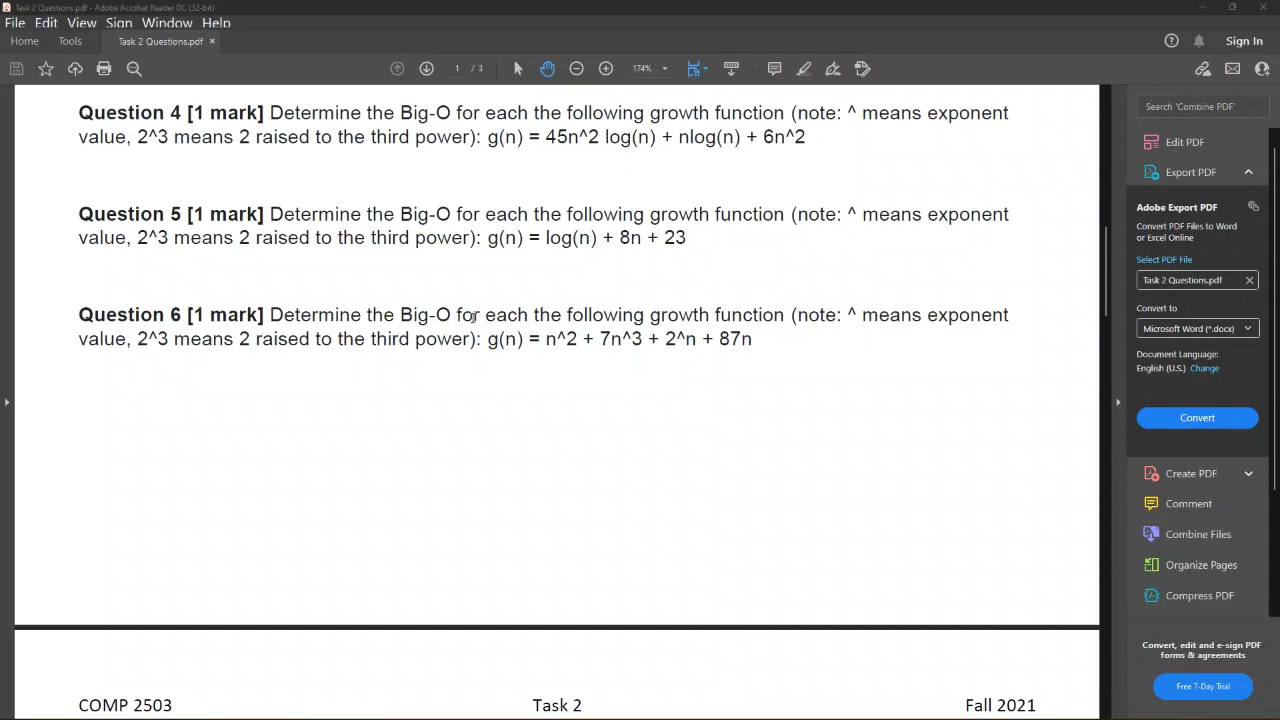 Task 2 Questions.pdf - Adobe Acrobat Reader DC (32-bit)
File Edit View Sign Window Help
Home Tools Task 2 Questions.pdf × Sign In
1 / 3 174%
Question 4 [1 mark] Determine the Big-O for each the following growth function (note: ^ means exponent
value, 2^3 means 2 raised to the third power): g(n) = 45n^2 log(n) + nlog(n) + 6n^2
Question 5 [1 mark] Determine the Big-O for each the following growth function (note: ^ means exponent
value, 2^3 means 2 raised to the third power): g(n) = log(n) + 8n + 23
Question 6 [1 mark] Determine the Big-O for each the following growth function (note: ^ means exponent
value, 2^3 means 2 raised to the third power): g(n) = n^2 + 7n^3 + 2^n + 87n
COMP 2503 Task 2 Fall 2021
Search 'Combine PDF'
Edit PDF
Export PDF
Adobe Export PDF
Convert PDF Files to Word
or Excel Online
Select PDF File
Task 2 Questions.pdf
Convert to
Microsoft Word (*.docx)
Document Language:
English (U.S.) Change
Convert
Create PDF
Comment
Combine Files
Organize Pages
Compress PDF
Convert, edit and e-sign PDF
forms & agreements
Free 7-Day Trial